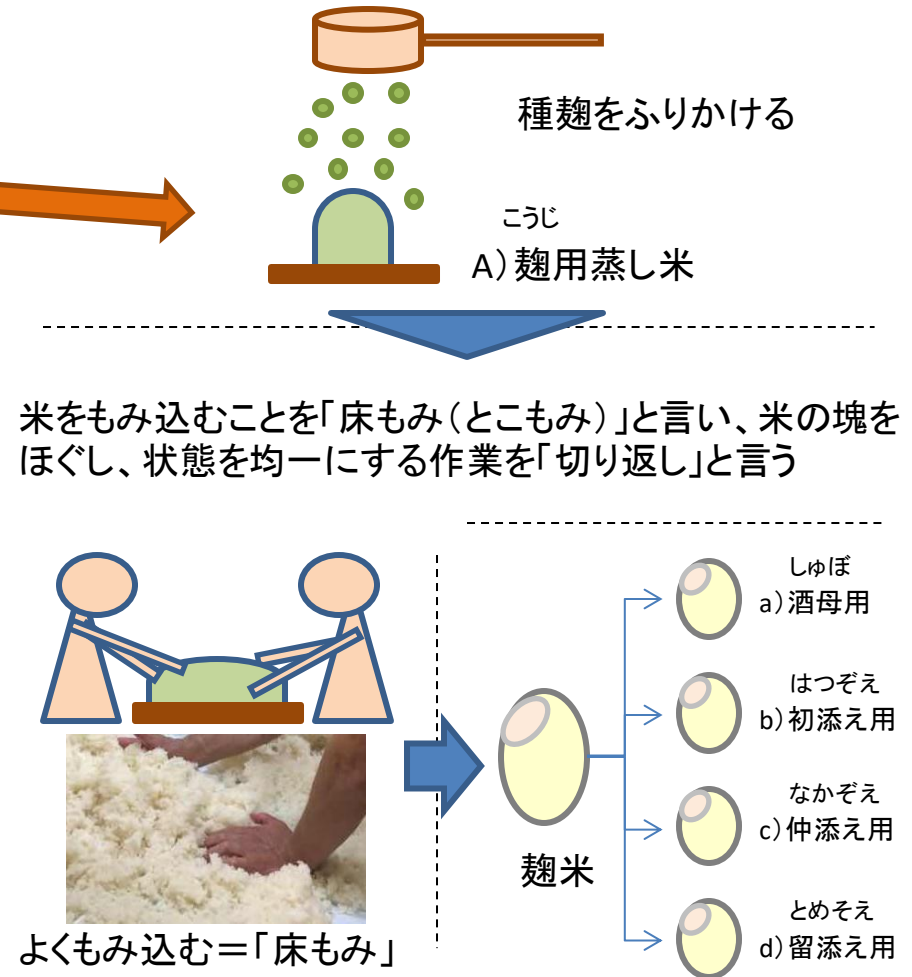 種麹をふりかける
こうじ
A）麹用蒸し米
米をもみ込むことを「床もみ（とこもみ）」と言い、米の塊を
ほぐし、状態を均一にする作業を「切り返し」と言う
よくもみ込む＝「床もみ」
麹米
しゅぼ
a）酒母用
はつぞえ
b）初添え用
なかぞえ
c）仲添え用
とめそえ
d）留添え用